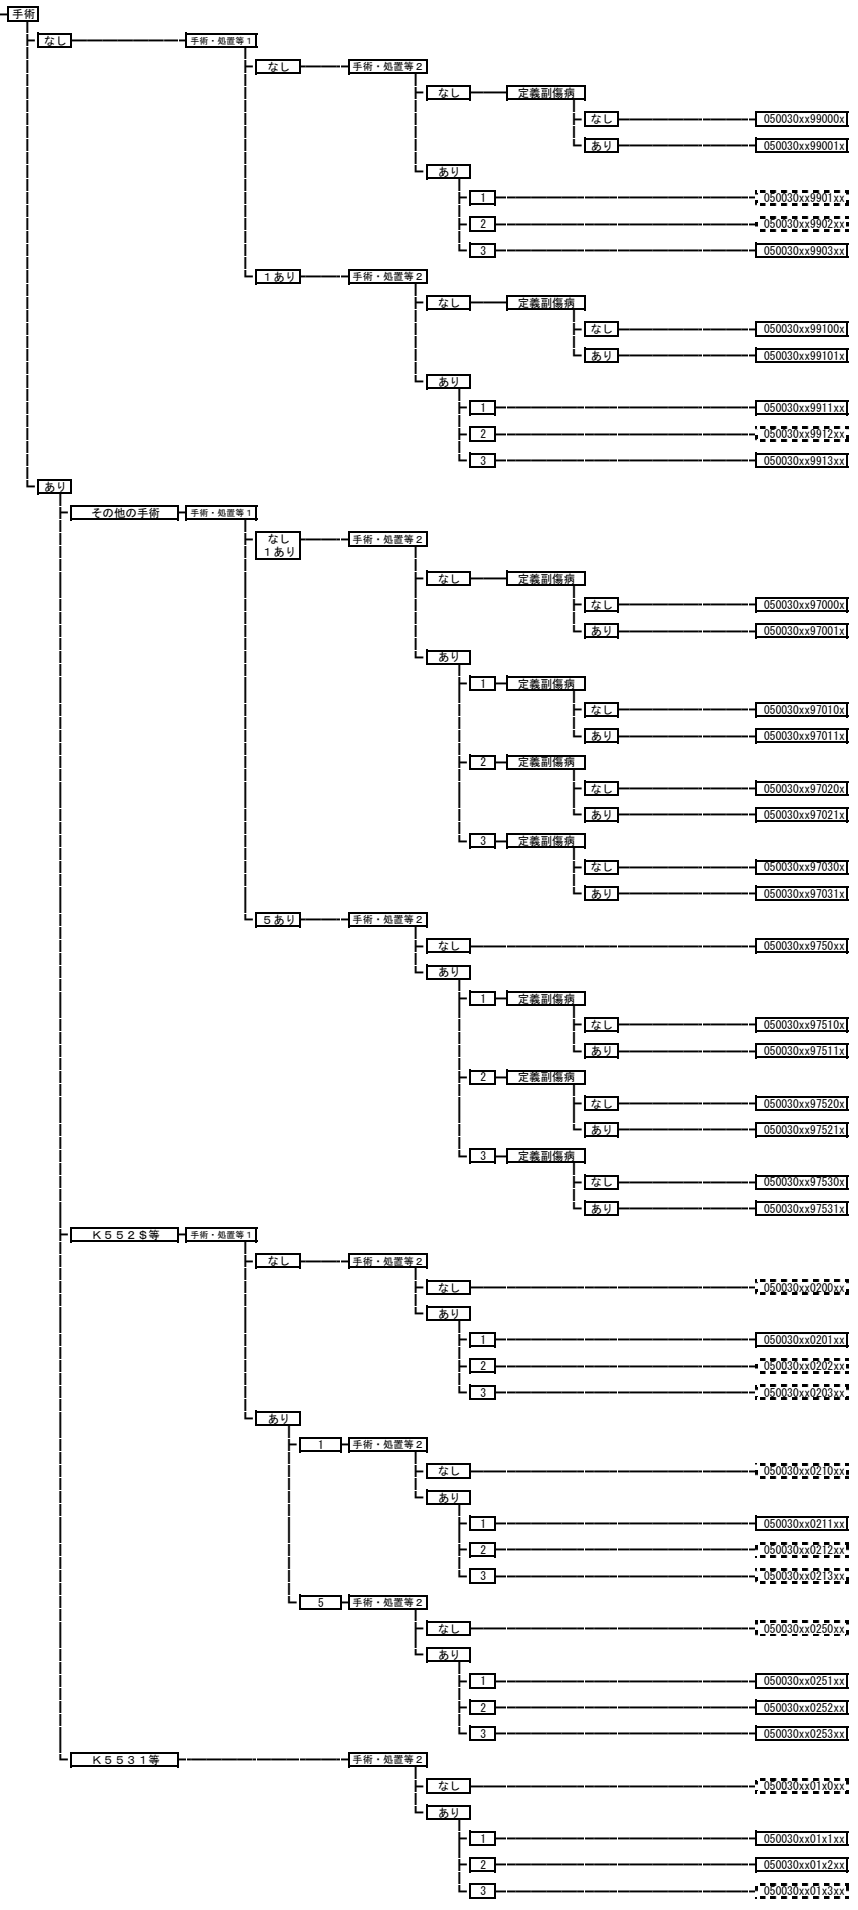 手術
なし 手術・処置等1
なし 手術・処置等2
なし 定義副傷病
なし 050030xx99000x
あり 050030xx99001x
あり
1 050030xx9901xx
2 050030xx9902xx
3 050030xx9903xx
1あり 手術・処置等2
なし 定義副傷病
なし 050030xx99100x
あり 050030xx99101x
あり
1 050030xx9911xx
2 050030xx9912xx
3 050030xx9913xx
あり
その他の手術 手術・処置等1
なし 手術・処置等2
1あり
なし 定義副傷病
なし 050030xx97000x
あり 050030xx97001x
あり
1 定義副傷病
なし 050030xx97010x
あり 050030xx97011x
2 定義副傷病
なし 050030xx97020x
あり 050030xx97021x
3 定義副傷病
なし 050030xx97030x
あり 050030xx97031x
5あり 手術・処置等2
なし 050030xx9750xx
あり
1 定義副傷病
なし 050030xx97510x
あり 050030xx97511x
2 定義副傷病
なし 050030xx97520x
あり 050030xx97521x
3 定義副傷病
なし 050030xx97530x
あり 050030xx97531x
K552$等 手術・処置等1
なし 手術・処置等2
なし 050030xx0200xx
あり
1 050030xx0201xx
2 050030xx0202xx
3 050030xx0203xx
あり
1 手術・処置等2
なし 050030xx0210xx
あり
1 050030xx0211xx
2 050030xx0212xx
3 050030xx0213xx
5 手術・処置等2
なし 050030xx0250xx
あり
1 050030xx0251xx
2 050030xx0252xx
3 050030xx0253xx
K5531等 手術・処置等2
なし 050030xx01x0xx
あり
1 050030xx01x1xx
2 050030xx01x2xx
3 050030xx01x3xx